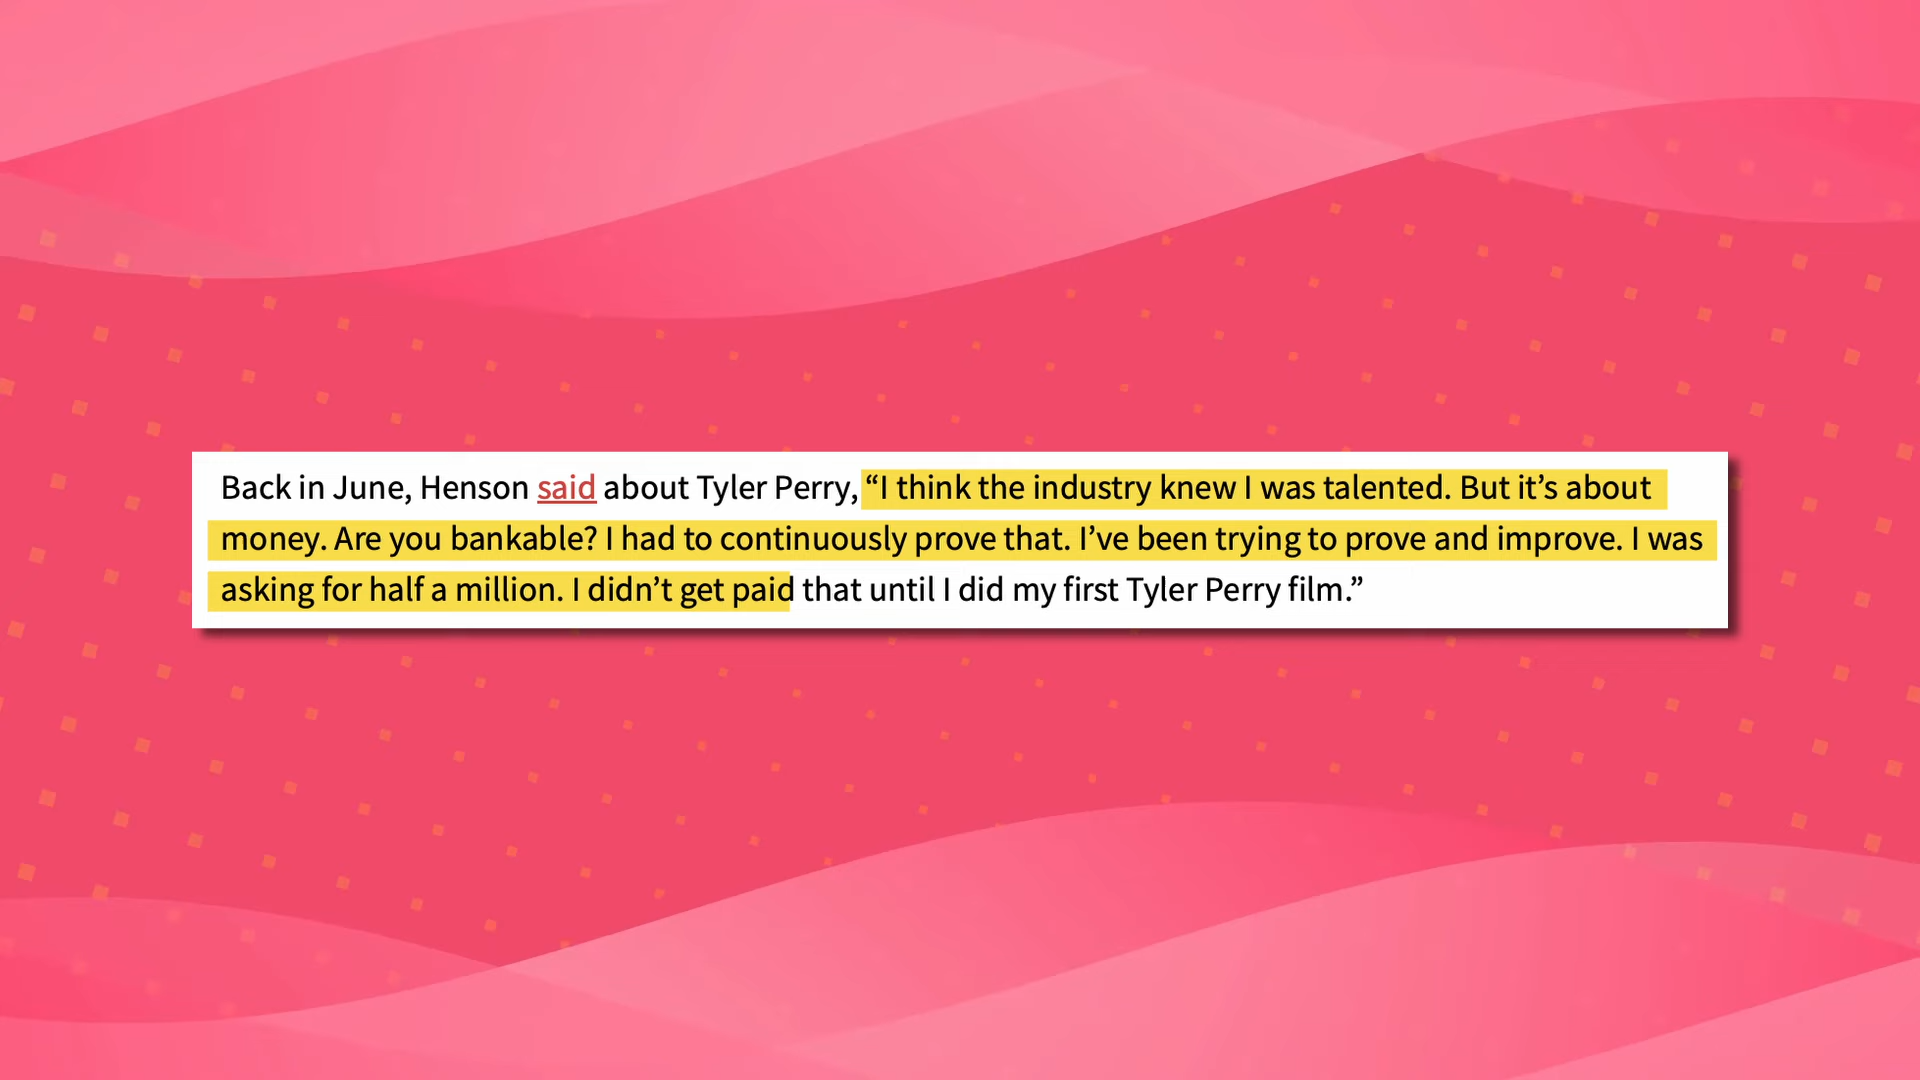 Back in June, Henson said about Tyler Perry, “I think the industry knew I was talented. But it’s about
money. Are you bankable? I had to continuously prove that. I’ve been trying to prove and improve. I was
asking for half a million. I didn’t get paid that until I did my first Tyler Perry film.”